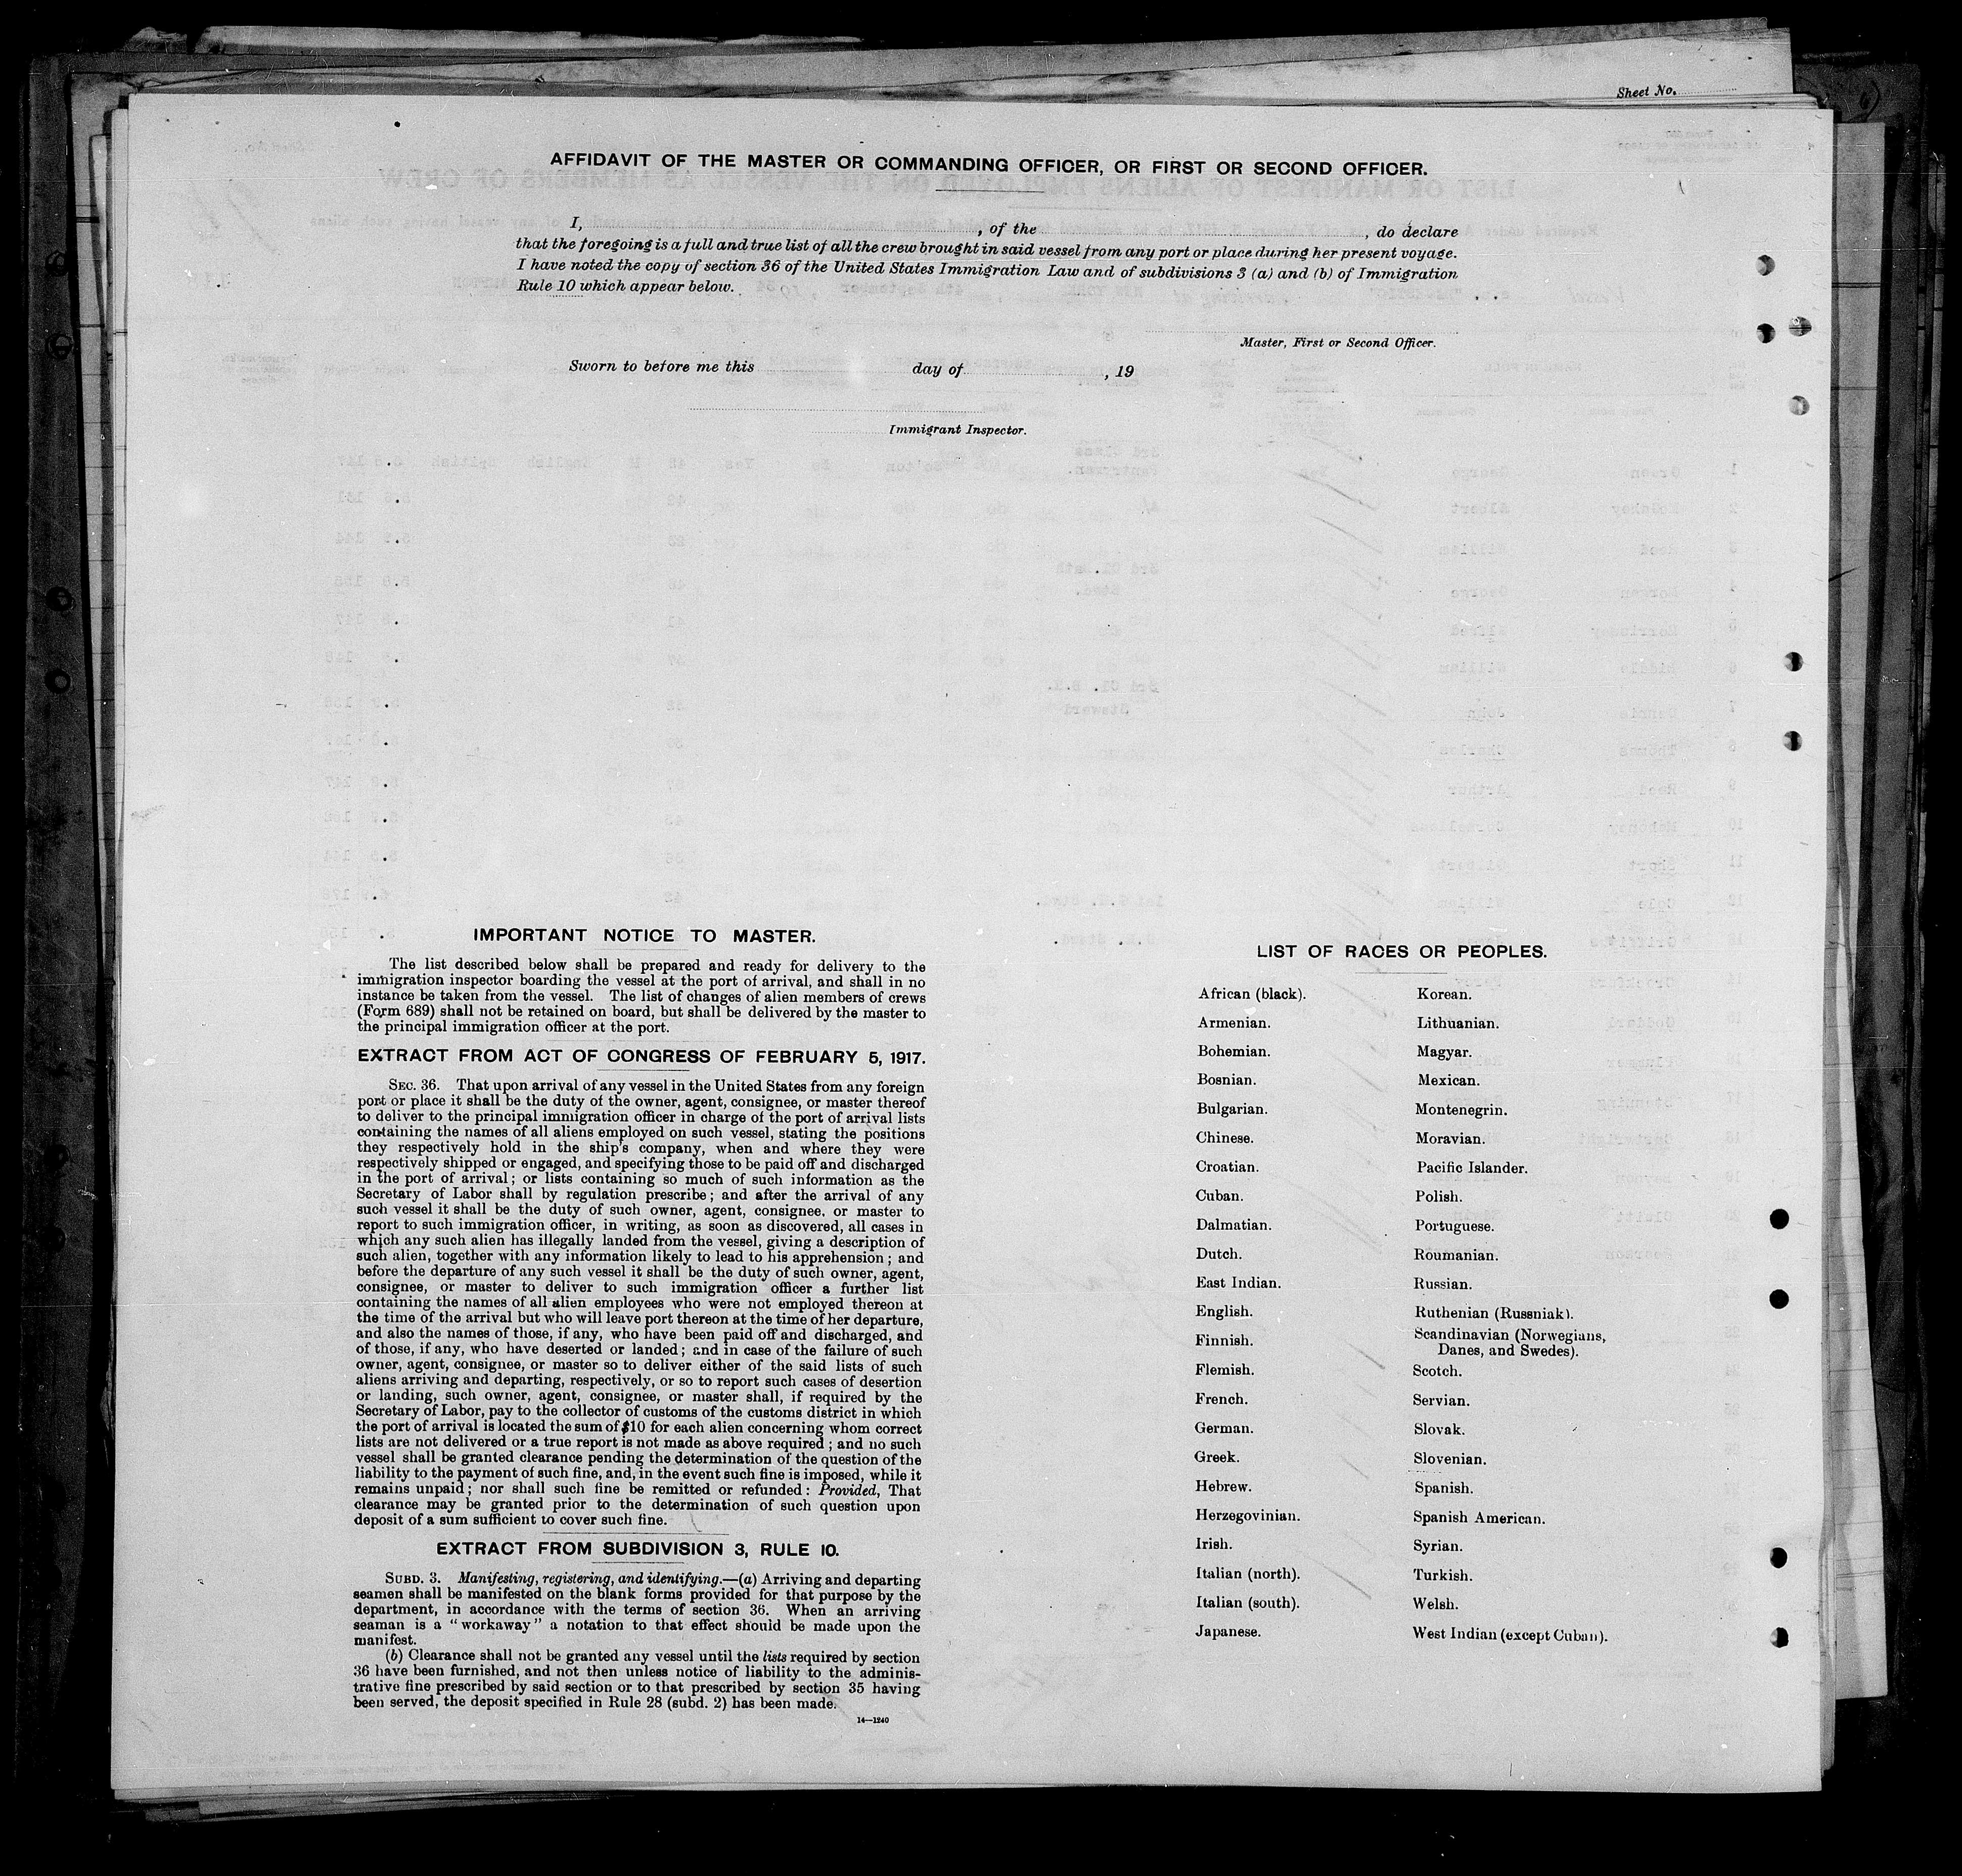 Sheet No.
AFFIDAVIT OF THE MASTER OR COMMANDING OFFICER, OR FIRST OR SECOND OFFICER.
I, , of the , do declare
that the foregoing is a full and true list of all the crew brought in said vessel from any port or place during her present voyage.
I have noted the copy of section 36 of the United States Immigration Law and of subdivisions 3 (a) and (b) of Immigration
Rule 10 which appear below.
Master, First or Second Officer.
Sworn to before me this day of , 19
Immigrant Inspector.
IMPORTANT NOTICE TO MASTER.
The list described below shall be prepared and ready for delivery to the
immigration inspector boarding the vessel at the port of arrival, and shall in no
instance be taken from the vessel. The list of changes of alien members of crews
(Form 689) shall not be retained on board, but shall be delivered by the master to
the principal immigration officer at the port.
EXTRACT FROM ACT OF CONGRESS OF FEBRUARY 5, 1917.
SEC. 36. That upon arrival of any vessel in the United States from any foreign
port or place it shall be the duty of the owner, agent, consignee, or master thereof
to deliver to the principal immigration officer in charge of the port of arrival lists
containing the names of all aliens employed on such vessel, stating the positions
they respectively hold in the ship's company, when and where they were
respectively shipped or engaged, and specifying those to be paid off and discharged
in the port of arrival; or lists containing so much of such information as the
Secretary of Labor shall by regulation prescribe; and after the arrival of any
such vessel it shall be the duty of such owner, agent, consignee, or master to
report to such immigration officer, in writing, as soon as discovered, all cases in
which any such alien has illegally landed from the vessel, giving a description of
such alien, together with any information likely to lead to his apprehension; and
before the departure of any such vessel it shall be the duty of such owner, agent,
consignee, or master to deliver to such immigration officer a further list
containing the names of all alien employees who were not employed thereon at
the time of the arrival but who will leave port thereon at the time of her departure,
and also the names of those, if any, who have been paid off and discharged, and
of those, if any, who have deserted or landed; and in case of the failure of such
owner, agent, consignee, or master so to deliver either of the said lists of such
aliens arriving and departing, respectively, or so to report such cases of desertion
or landing, such owner, agent, consignee, or master shall, if required by the
Secretary of Labor, pay to the collector of customs of the customs district in which
the port of arrival is located the sum of $10 for each alien concerning whom correct
lists are not delivered or a true report is not made as above required; and no such
vessel shall be granted clearance pending the determination of the question of the
liability to the payment of such fine, and, in the event such fine is imposed, while it
remains unpaid; nor shall such fine be remitted or refunded: Provided, That
clearance may be granted prior to the determination of such question upon
deposit of a sum sufficient to cover such fine.
EXTRACT FROM SUBDIVISION 3, RULE 10.
SUBD. 3. Manifesting, registering, and identifying.—(a) Arriving and departing
seamen shall be manifested on the blank forms provided for that purpose by the
department, in accordance with the terms of section 36. When an arriving
seaman is a "workaway" a notation to that effect should be made upon the
manifest.
(b) Clearance shall not be granted any vessel until the lists required by section
36 have been furnished, and not then unless notice of liability to the adminis-
trative fine prescribed by said section or to that prescribed by section 35 having
been served, the deposit specified in Rule 28 (subd. 2) has been made.
14—1240
LIST OF RACES OR PEOPLES.
African (black).
Armenian.
Bohemian.
Bosnian.
Bulgarian.
Chinese.
Croatian.
Cuban.
Dalmatian.
Dutch.
East Indian.
English.
Finnish.
Flemish.
French.
German.
Greek.
Hebrew.
Herzegovinian.
Irish.
Italian (north).
Italian (south).
Japanese.
Korean.
Lithuanian.
Magyar.
Mexican.
Montenegrin.
Moravian.
Pacific Islander.
Polish.
Portuguese.
Roumanian.
Russian.
Ruthenian (Russniak).
Scandinavian (Norwegians,
Danes, and Swedes).
Scotch.
Servian.
Slovak.
Slovenian.
Spanish.
Spanish American.
Syrian.
Turkish.
Welsh.
West Indian (except Cuban).